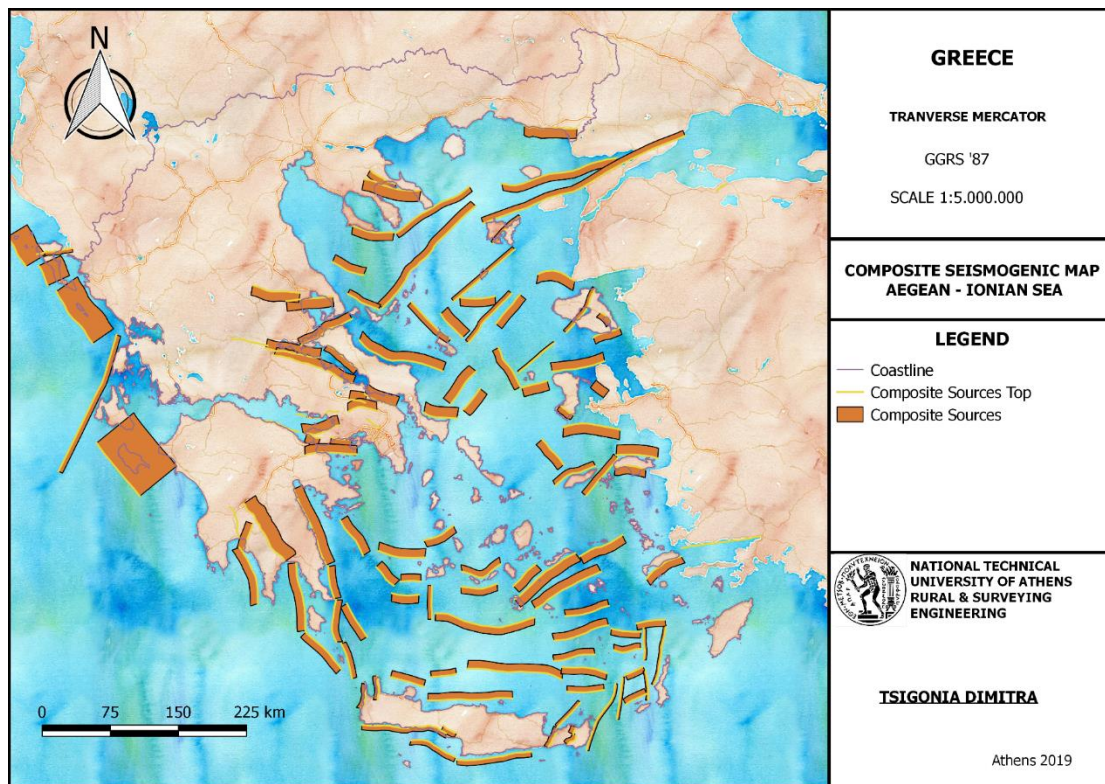 N
0 75 150 225 km
GREECE
TRANVERSE MERCATOR
GGRS '87
SCALE 1:5.000.000
COMPOSITE SEISMOGENIC MAP
AEGEAN - IONIAN SEA
LEGEND
Coastline
Composite Sources Top
Composite Sources
NATIONAL TECHNICAL
UNIVERSITY OF ATHENS
RURAL & SURVEYING
ENGINEERING
TSIGONIA DIMITRA
Athens 2019